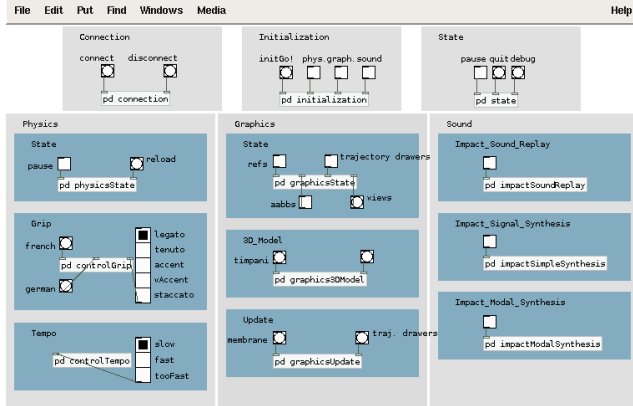 File Edit Put Find Windows Media Help
Connection
connect disconnect
pd connection
Initialization
initGo! phys.graph.sound
pd initialization
State
pause quit debug
pd state
Physics
State
pause reload
pd physicsState
Grip
french
pd controlGrip
german
legato
tenuto
accent
vAccent
staccato
Tempo
pd controlTempo
slow
fast
tooFast
Graphics
State
refs trajectory drawers
pd graphicsState
aabbs views
3D_Model
timpani
pd graphics3DModel
Update
membrane traj. drawers
pd graphicsUpdate
Sound
Impact_Sound_Replay
pd impactSoundReplay
Impact_Signal_Synthesis
pd impactSimpleSynthesis
Impact_Modal_Synthesis
pd impactModalSynthesis